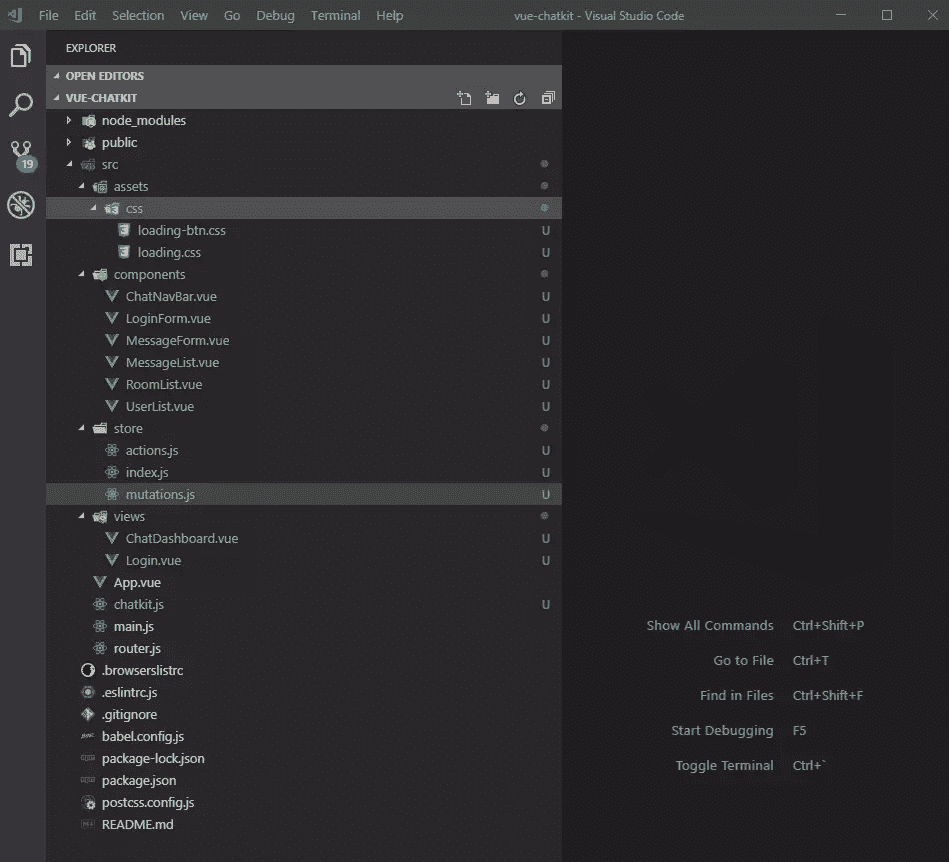 File Edit Selection View Go Debug Terminal Help vue-chatkit - Visual Studio Code
EXPLORER
OPEN EDITORS
VUE-CHATKIT
node_modules
public
src
assets
css
loading-btn.css U
loading.css U
components
ChatNavBar.vue U
LoginForm.vue U
MessageForm.vue U
MessageList.vue U
RoomList.vue U
UserList.vue U
store
actions.js U
index.js U
mutations.js U
views
ChatDashboard.vue U
Login.vue U
App.vue
chatkit.js U
main.js
router.js
.browserslistrc
.eslintrc.js
.gitignore
babel.config.js
package-lock.json
package.json
postcss.config.js
README.md
19
Show All Commands Ctrl+Shift+P
Go to File Ctrl+T
Find in Files Ctrl+Shift+F
Start Debugging F5
Toggle Terminal Ctrl+`